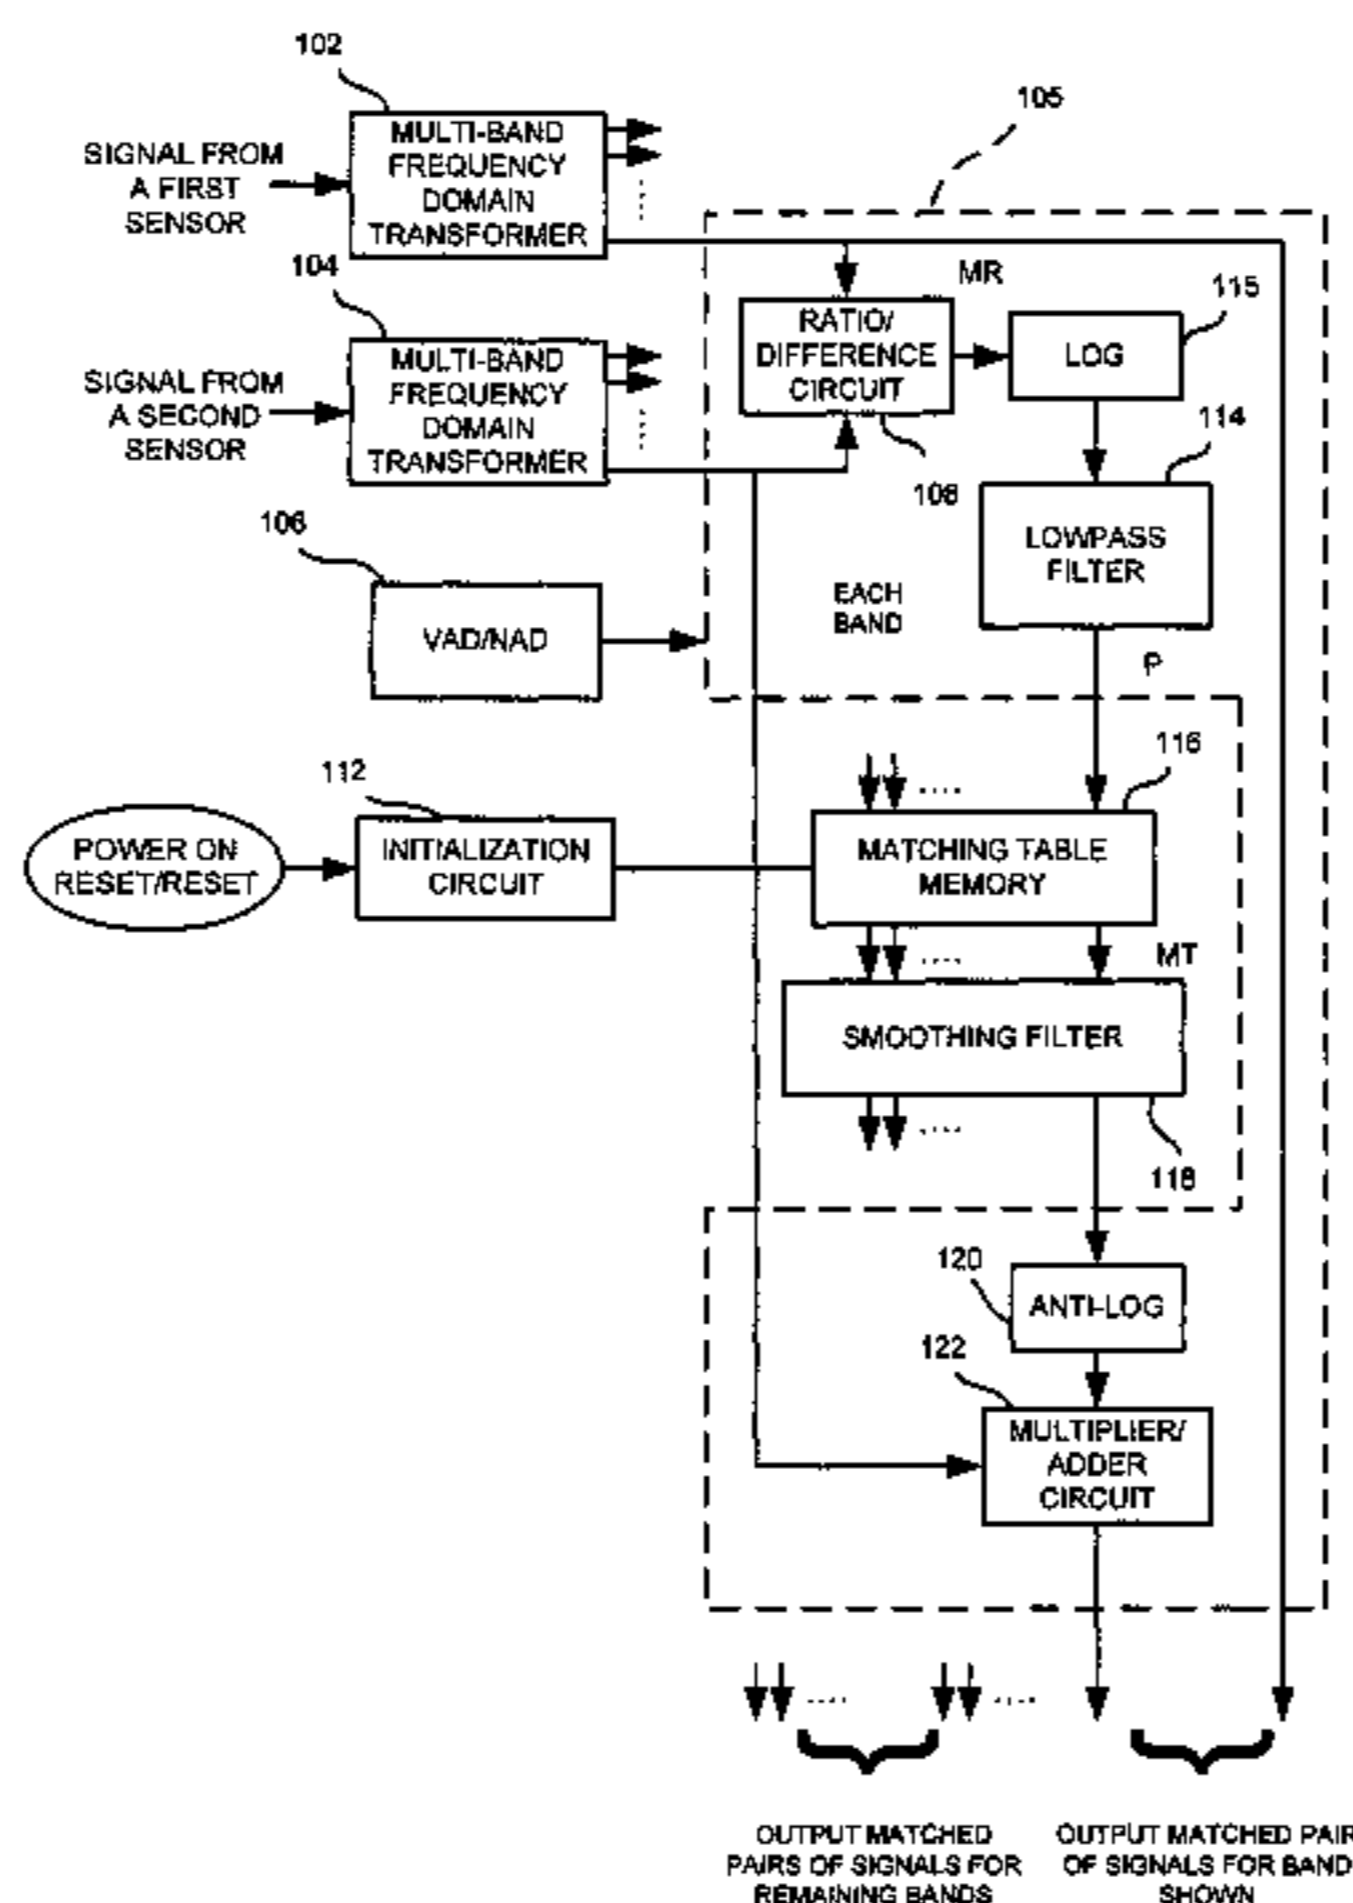 102
105
SIGNAL FROM
A FIRST
SENSOR
MULTI-BAND
FREQUENCY
DOMAIN
TRANSFORMER
104
MR
115
RATIO/
DIFFERENCE
CIRCUIT
LOG
SIGNAL FROM
A SECOND
SENSOR
MULTI-BAND
FREQUENCY
DOMAIN
TRANSFORMER
114
108
106
LOWPASS
FILTER
EACH
BAND
VAD/NAD
P
116
112
POWER ON
RESET/RESET
INITIALIZATION
CIRCUIT
MATCHING TABLE
MEMORY
....
....
MT
SMOOTHING FILTER
....
118
120
ANTI-LOG
122
MULTIPLIER/
ADDER
CIRCUIT
....
....
OUTPUT MATCHED
PAIRS OF SIGNALS FOR
REMAINING BANDS
OUTPUT MATCHED PAIR
OF SIGNALS FOR BAND
SHOWN